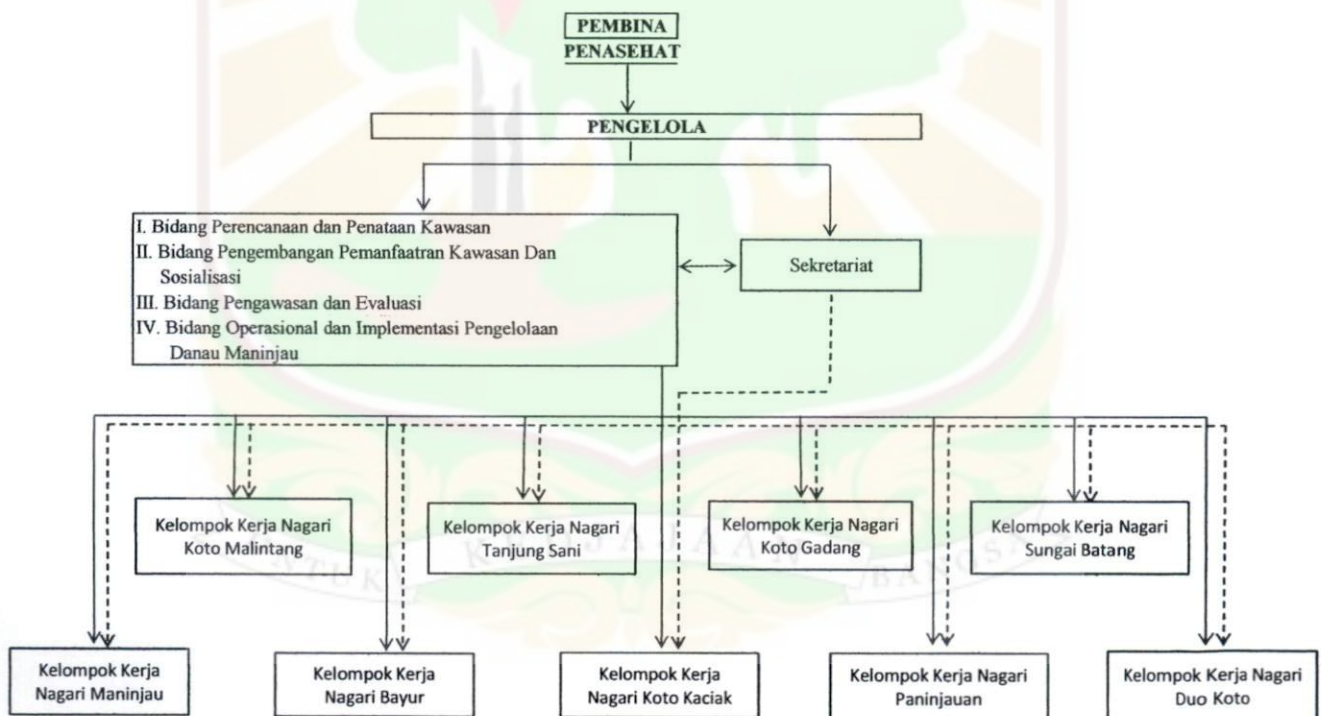 PEMBINA
PENASEHAT
PENGELOLA
I. Bidang Perencanaan dan Penataan Kawasan
II. Bidang Pengembangan Pemanfaatran Kawasan Dan
Sosialisasi
III. Bidang Pengawasan dan Evaluasi
IV. Bidang Operasional dan Implementasi Pengelolaan
Danau Maninjau
Sekretariat
Kelompok Kerja Nagari
Koto Malintang
Kelompok Kerja Nagari
Tanjung Sani
Kelompok Kerja Nagari
Koto Gadang
Kelompok Kerja Nagari
Sungai Batang
UNTUK KEDJAJAAN BANGSA
Kelompok Kerja
Nagari Maninjau
Kelompok Kerja
Nagari Bayur
Kelompok Kerja
Nagari Koto Kaciak
Kelompok Kerja Nagari
Paninjauan
Kelompok Kerja Nagari
Duo Koto